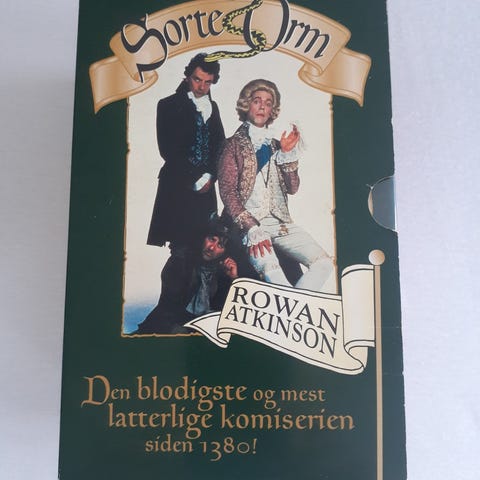 Sorte Orm
ROWAN
ATKINSON
Den blodigste og mest
latterlige komiserien
siden 1380!